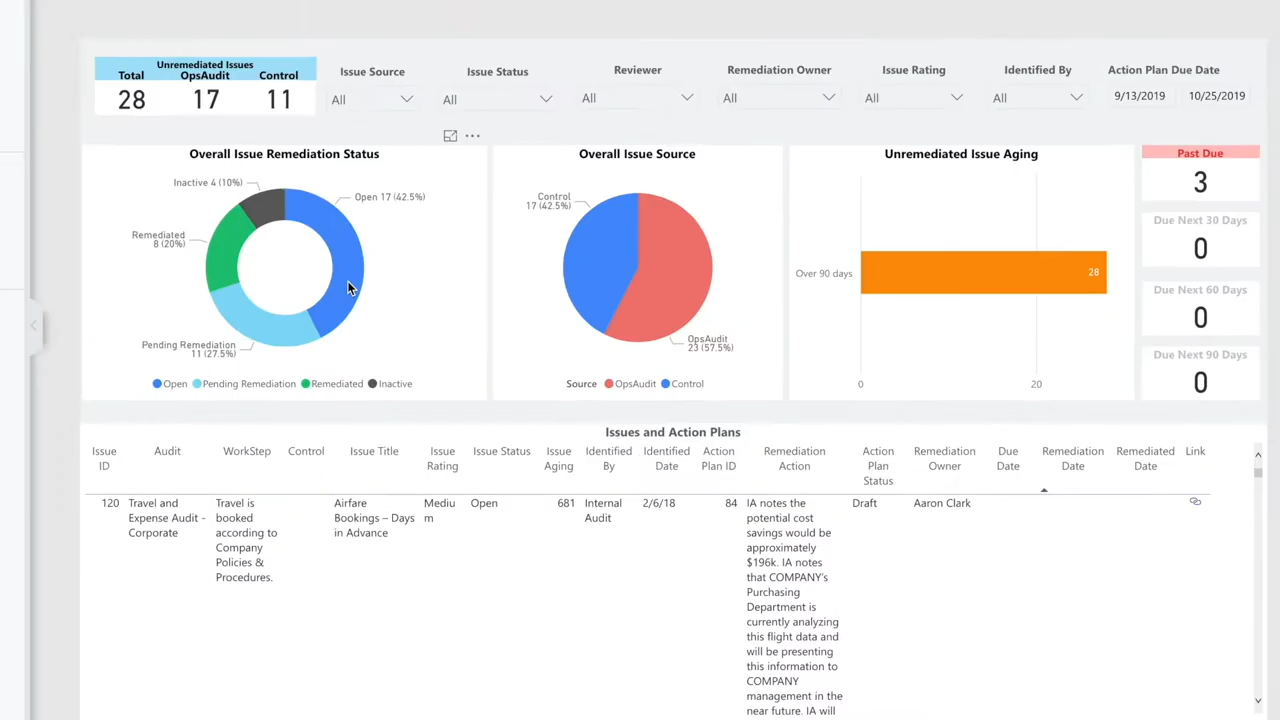 Unremediated Issues
Total OpsAudit Control
28 17 11
Issue Source
All
Issue Status
All
Reviewer
All
Remediation Owner
All
Issue Rating
All
Identified By
All
Action Plan Due Date
9/13/2019 10/25/2019
Overall Issue Remediation Status
Inactive 4 (10%)
Open 17 (42.5%)
Remediated
8 (20%)
Pending Remediation
11 (27.5%)
Open Pending Remediation Remediated Inactive
Overall Issue Source
Control
17 (42.5%)
OpsAudit
23 (57.5%)
Source OpsAudit Control
Unremediated Issue Aging
Over 90 days
28
0 20
Past Due
3
Due Next 30 Days
0
Due Next 60 Days
0
Due Next 90 Days
0
Issues and Action Plans
Issue
ID
Audit
WorkStep
Control
Issue Title
Issue
Rating
Issue Status
Issue
Aging
Identified
By
Identified
Date
Action
Plan ID
Remediation
Action
Action
Plan
Status
Remediation
Owner
Due
Date
Remediation
Date
Remediated
Date
Link
120
Travel and
Expense Audit -
Corporate
Travel is
booked
according to
Company
Policies &
Procedures.
Airfare
Bookings – Days
in Advance
Mediu
m
Open
681
Internal
Audit
2/6/18
84
IA notes the
potential cost
savings would be
approximately
$196k. IA notes
that COMPANY's
Purchasing
Department is
currently analyzing
this flight data and
will be presenting
this information to
COMPANY
management in the
near future. IA will
Draft
Aaron Clark